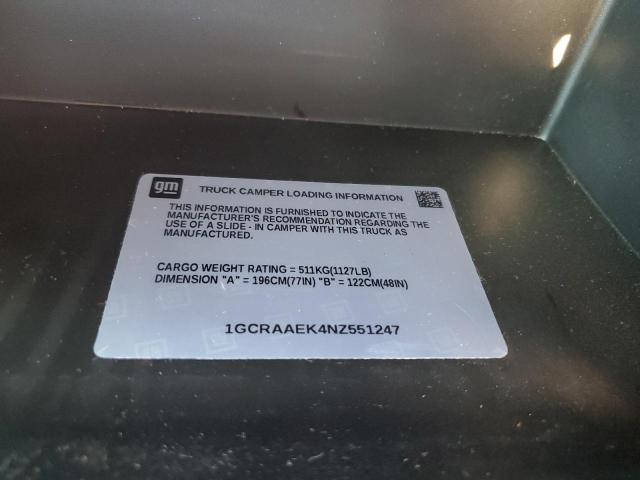 gm
TRUCK CAMPER LOADING INFORMATION
THIS INFORMATION IS FURNISHED TO INDICATE THE
MANUFACTURER'S RECOMMENDATION REGARDING THE
USE OF A SLIDE - IN CAMPER WITH THIS TRUCK AS
MANUFACTURED.
CARGO WEIGHT RATING = 511KG(1127LB)
DIMENSION "A" = 196CM(77IN) "B" = 122CM(48IN)
1GCRAAEK4NZ551247